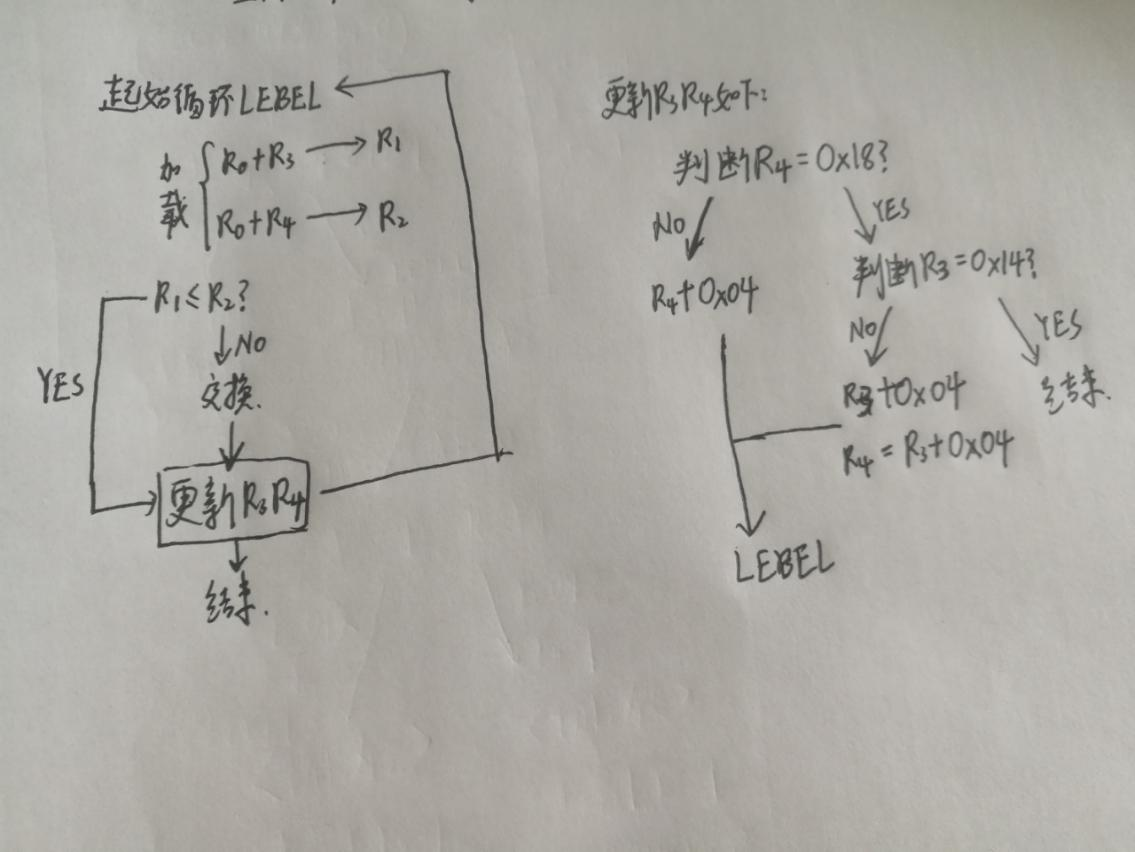 起始循环LEBEL
加载
R0+R3 → R1
R0+R4 → R2
R1≤R2?
YES
NO
交换.
更新R3R4
结束.
更新R3R4如下:
判断R4=0x18?
NO
YES
R4+0x04
判断R3=0x14?
NO
YES
R3+0x04
R4=R3+0x04
结束.
LEBEL